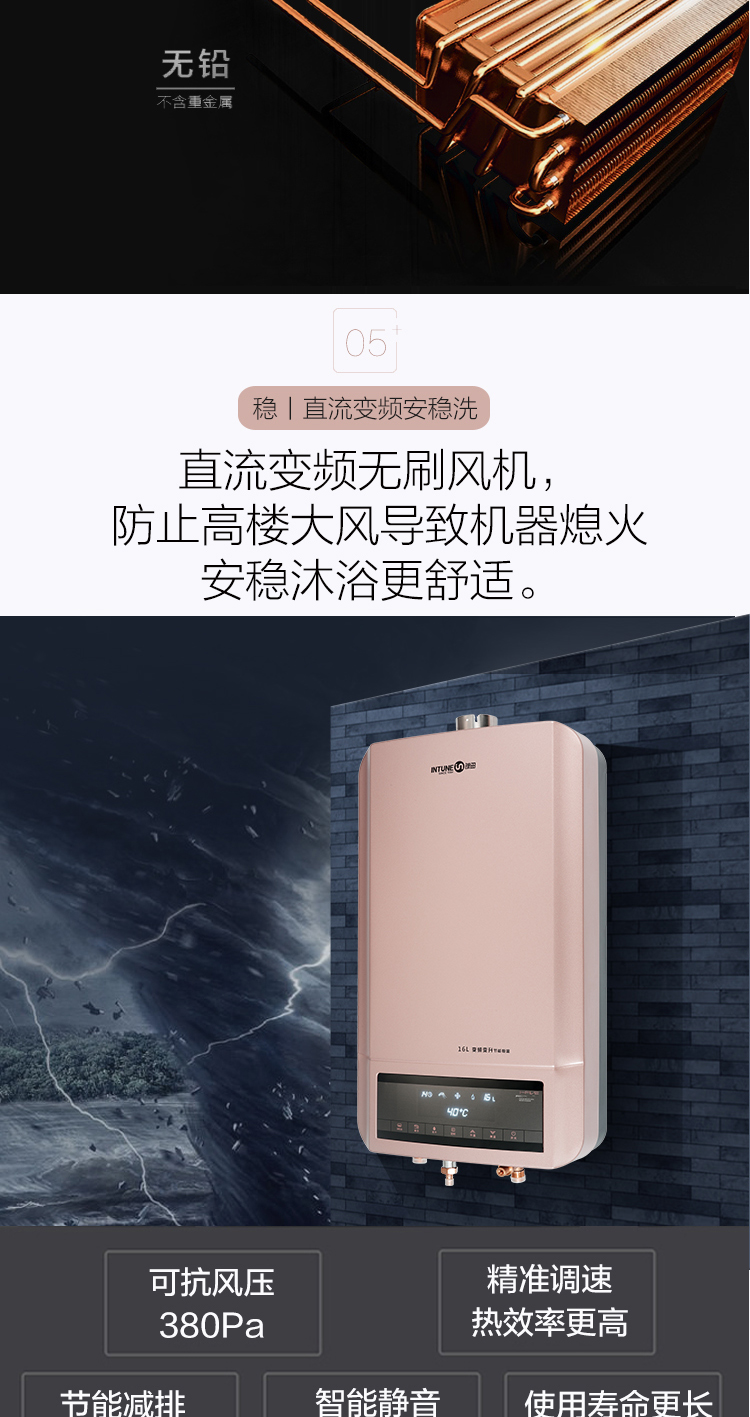 无铅
不含重金属
05+
稳丨直流变频安稳洗
直流变频无刷风机，
防止高楼大风导致机器熄火
安稳沐浴更舒适。
INTUNE
16L
16L
40℃
可抗风压
380Pa
精准调速
热效率更高
节能减排
智能静音
使用寿命更长